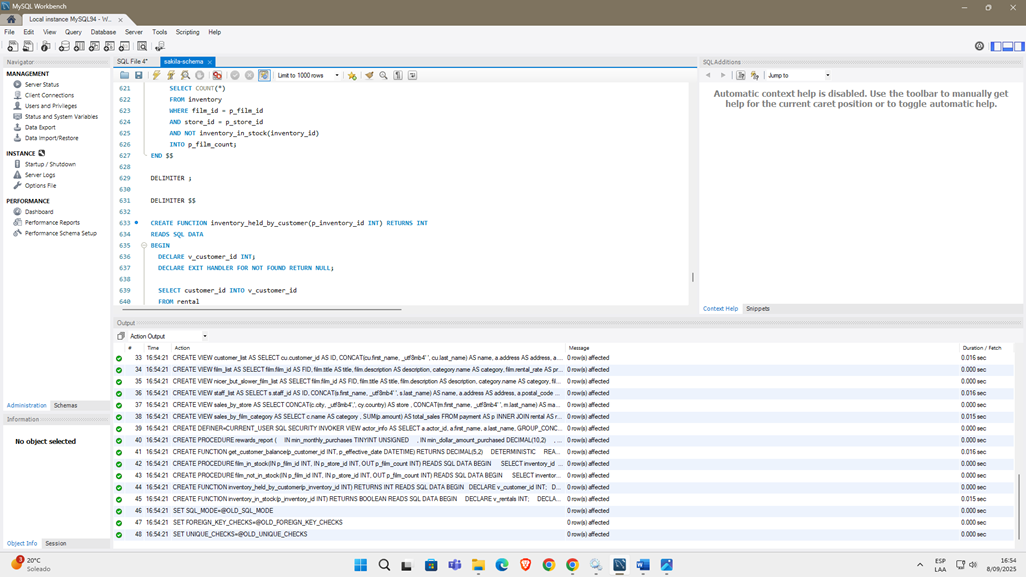 MySQL Workbench
Local instance MySQL94 - W...
File Edit View Query Database Server Tools Scripting Help
Navigator
MANAGEMENT
Server Status
Client Connections
Users and Privileges
Status and System Variables
Data Export
Data Import/Restore
INSTANCE
Startup / Shutdown
Server Logs
Options File
PERFORMANCE
Dashboard
Performance Reports
Performance Schema Setup
Administration Schemas
Information
No object selected
Object Info Session
SQL File 4* sakila-schema
Limit to 1000 rows
621 SELECT COUNT(*)
622 FROM inventory
623 WHERE film_id = p_film_id
624 AND store_id = p_store_id
625 AND NOT inventory_in_stock(inventory_id)
626 INTO p_film_count;
627 END $$
628
629 DELIMITER ;
630
631 DELIMITER $$
632
633 CREATE FUNCTION inventory_held_by_customer(p_inventory_id INT) RETURNS INT
634 READS SQL DATA
635 BEGIN
636 DECLARE v_customer_id INT;
637 DECLARE EXIT HANDLER FOR NOT FOUND RETURN NULL;
638
639 SELECT customer_id INTO v_customer_id
640 FROM rental
SQLAdditions
Jump to
Automatic context help is disabled. Use the toolbar to manually get
help for the current caret position or to toggle automatic help.
Context Help Snippets
Output
Action Output
# Time Action Message Duration / Fetch
33 16:54:21 CREATE VIEW customer_list AS SELECT cu.customer_id AS ID, CONCAT(cu.first_name, _utf8mb4' ', cu.last_name) AS name, a.address AS address, a... 0 row(s) affected 0.016 sec
34 16:54:21 CREATE VIEW film_list AS SELECT film.film_id AS FID, film.title AS title, film.description AS description, category.name AS category, film.rental_rate AS pr... 0 row(s) affected 0.000 sec
35 16:54:21 CREATE VIEW nicer_but_slower_film_list AS SELECT film.film_id AS FID, film.title AS title, film.description AS description, category.name AS category, fil... 0 row(s) affected 0.000 sec
36 16:54:21 CREATE VIEW staff_list AS SELECT s.staff_id AS ID, CONCAT(s.first_name, _utf8mb4' ', s.last_name) AS name, a.address AS address, a.postal_code ... 0 row(s) affected 0.016 sec
37 16:54:21 CREATE VIEW sales_by_store AS SELECT CONCAT(c.city, _utf8mb4',', cy.country) AS store , CONCAT(m.first_name, _utf8mb4' ', m.last_name) AS na... 0 row(s) affected 0.000 sec
38 16:54:21 CREATE VIEW sales_by_film_category AS SELECT c.name AS category , SUM(p.amount) AS total_sales FROM payment AS p INNER JOIN rental AS r... 0 row(s) affected 0.015 sec
39 16:54:21 CREATE DEFINER=CURRENT_USER SQL SECURITY INVOKER VIEW actor_info AS SELECT a.actor_id, a.first_name, a.last_name, GROUP_CONC... 0 row(s) affected 0.000 sec
40 16:54:21 CREATE PROCEDURE rewards_report ( IN min_monthly_purchases TINYINT UNSIGNED , IN min_dollar_amount_purchased DECIMAL(10,2) , ... 0 row(s) affected 0.000 sec
41 16:54:21 CREATE FUNCTION get_customer_balance(p_customer_id INT, p_effective_date DATETIME) RETURNS DECIMAL(5,2) DETERMINISTIC REA... 0 row(s) affected 0.016 sec
42 16:54:21 CREATE PROCEDURE film_in_stock(IN p_film_id INT, IN p_store_id INT, OUT p_film_count INT) READS SQL DATA BEGIN SELECT inventory_id ... 0 row(s) affected 0.000 sec
43 16:54:21 CREATE PROCEDURE film_not_in_stock(IN p_film_id INT, IN p_store_id INT, OUT p_film_count INT) READS SQL DATA BEGIN SELECT inventor... 0 row(s) affected 0.000 sec
44 16:54:21 CREATE FUNCTION inventory_held_by_customer(p_inventory_id INT) RETURNS INT READS SQL DATA BEGIN DECLARE v_customer_id INT; D... 0 row(s) affected 0.000 sec
45 16:54:21 CREATE FUNCTION inventory_in_stock(p_inventory_id INT) RETURNS BOOLEAN READS SQL DATA BEGIN DECLARE v_rentals INT; DECLA... 0 row(s) affected 0.015 sec
46 16:54:21 SET SQL_MODE=@OLD_SQL_MODE 0 row(s) affected 0.000 sec
47 16:54:21 SET FOREIGN_KEY_CHECKS=@OLD_FOREIGN_KEY_CHECKS 0 row(s) affected 0.000 sec
48 16:54:21 SET UNIQUE_CHECKS=@OLD_UNIQUE_CHECKS 0 row(s) affected 0.000 sec
3
20°C
Soleado
ESP
LAA
16:54
8/09/2025